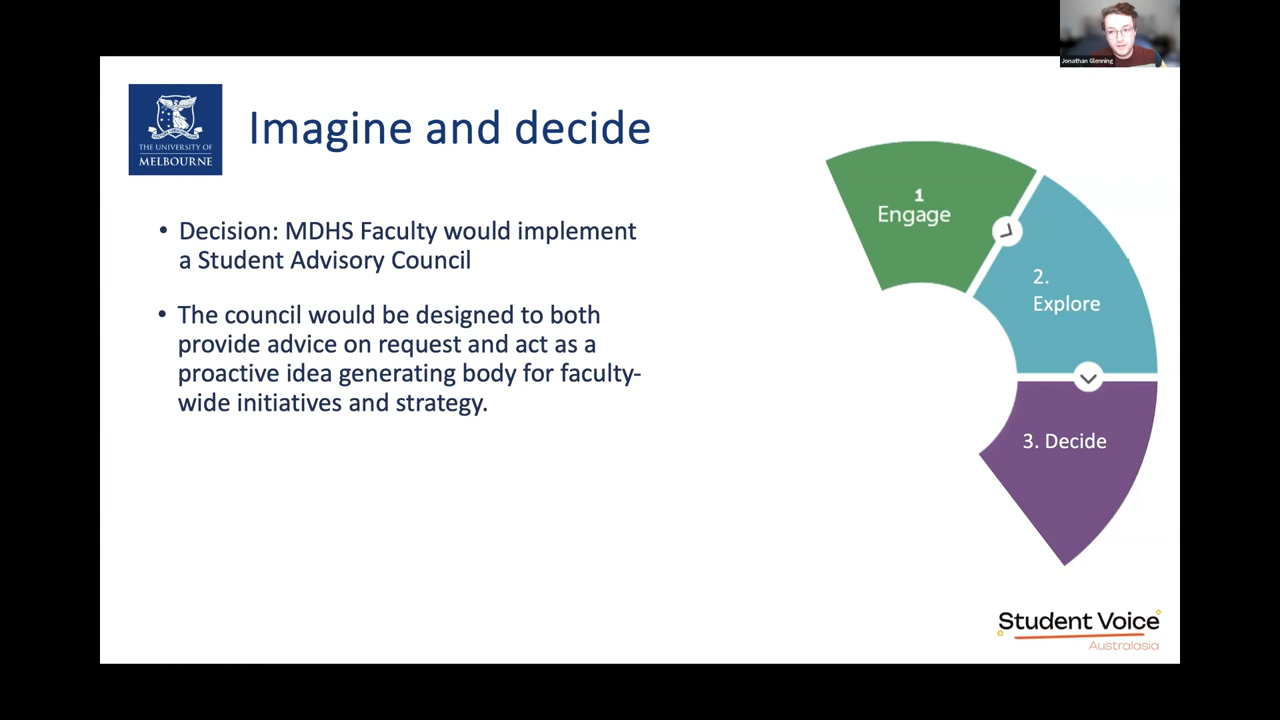 Jonathan Glenning
THE UNIVERSITY OF
MELBOURNE
Imagine and decide
• Decision: MDHS Faculty would implement
a Student Advisory Council
• The council would be designed to both
provide advice on request and act as a
proactive idea generating body for faculty-
wide initiatives and strategy.
1
Engage
2.
Explore
3. Decide
Student Voice
Australasia